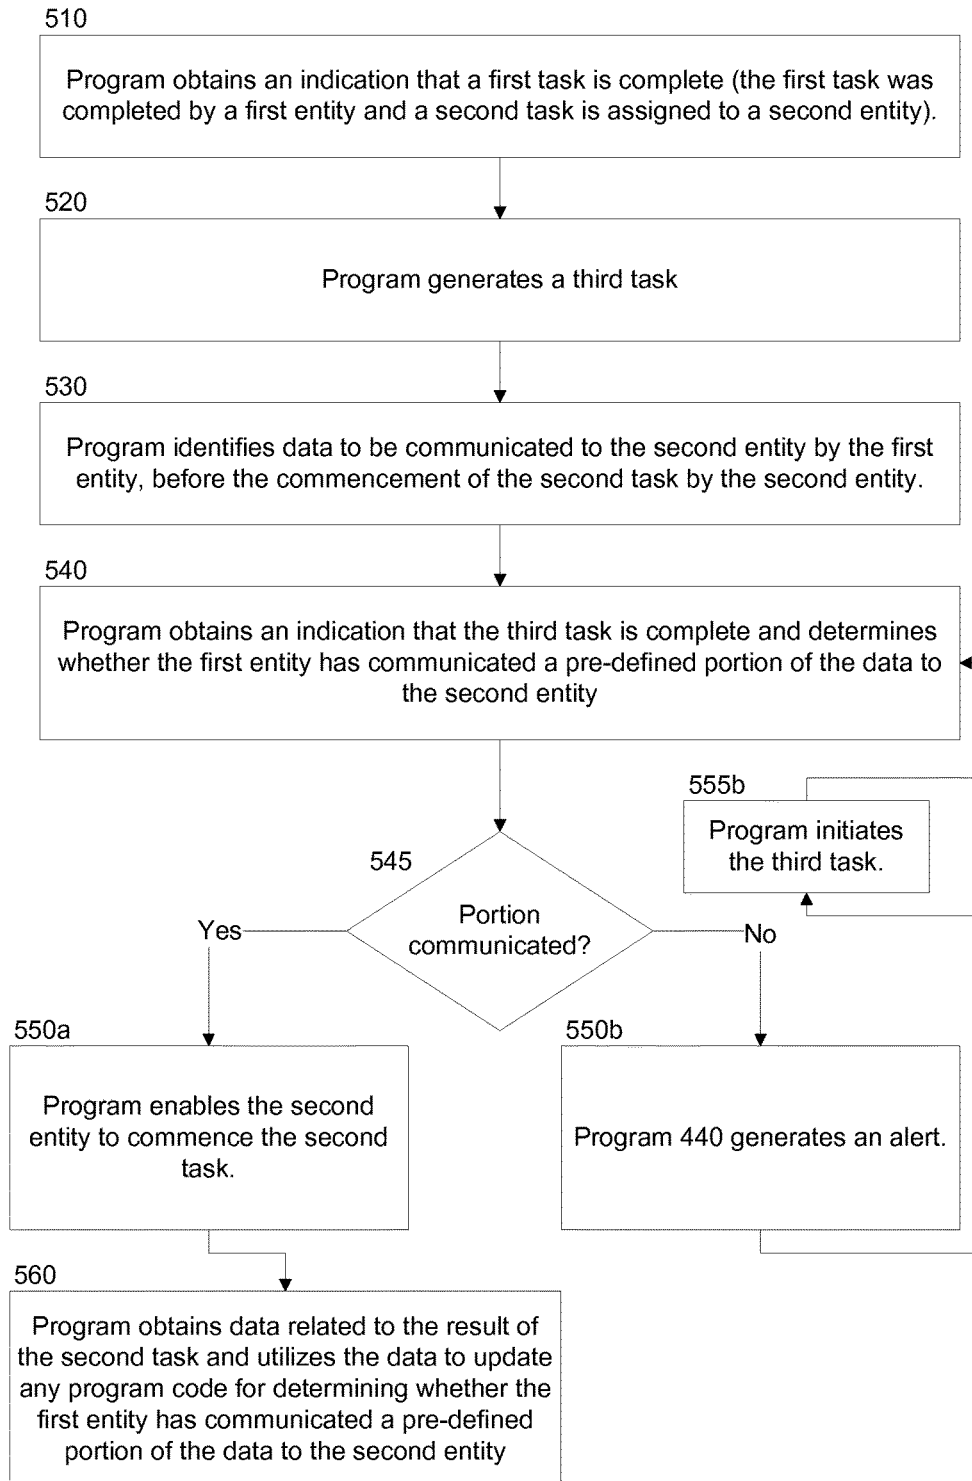 510
Program obtains an indication that a first task is complete (the first task was
completed by a first entity and a second task is assigned to a second entity).
520
Program generates a third task
530
Program identifies data to be communicated to the second entity by the first
entity, before the commencement of the second task by the second entity.
540
Program obtains an indication that the third task is complete and determines
whether the first entity has communicated a pre-defined portion of the data to
the second entity
555b
Program initiates
the third task.
545
Portion
communicated?
Yes
No
550a
Program enables the second
entity to commence the second
task.
550b
Program 440 generates an alert.
560
Program obtains data related to the result of
the second task and utilizes the data to update
any program code for determining whether the
first entity has communicated a pre-defined
portion of the data to the second entity